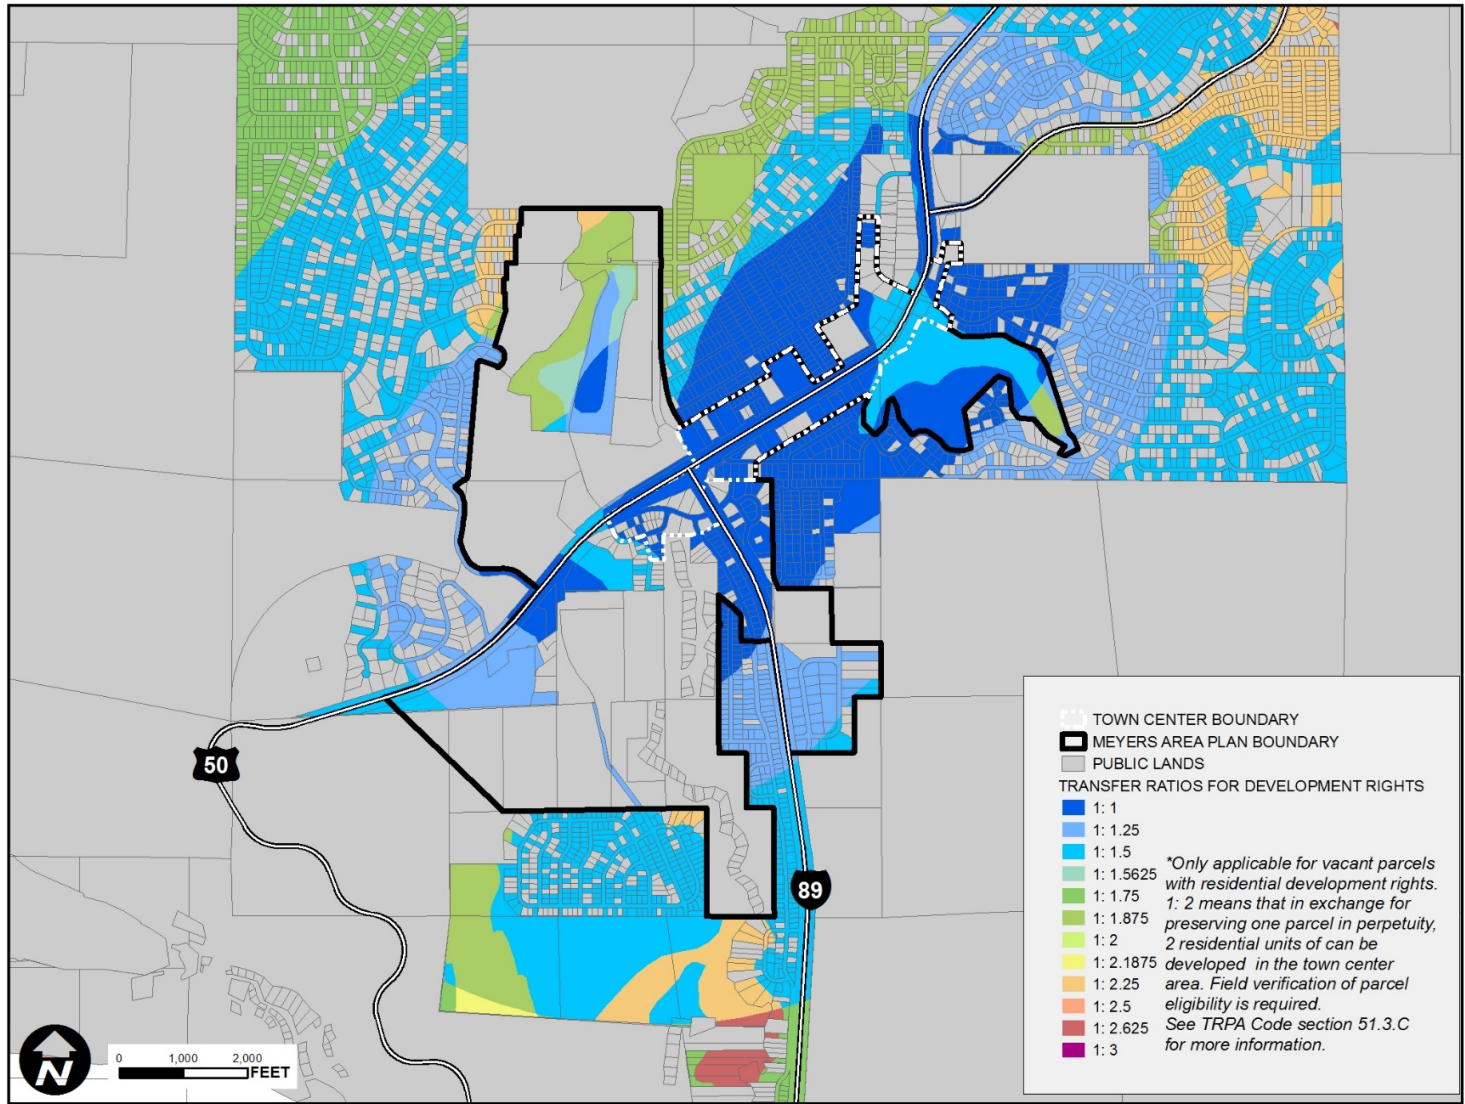 50
89
TOWN CENTER BOUNDARY
MEYERS AREA PLAN BOUNDARY
PUBLIC LANDS
TRANSFER RATIOS FOR DEVELOPMENT RIGHTS
1: 1
1: 1.25
1: 1.5
1: 1.5625
1: 1.75
1: 1.875
1: 2
1: 2.1875
1: 2.25
1: 2.5
1: 2.625
1: 3
*Only applicable for vacant parcels
with residential development rights.
1: 2 means that in exchange for
preserving one parcel in perpetuity,
2 residential units of can be
developed in the town center
area. Field verification of parcel
eligibility is required.
See TRPA Code section 51.3.C
for more information.
N
0 1,000 2,000
FEET